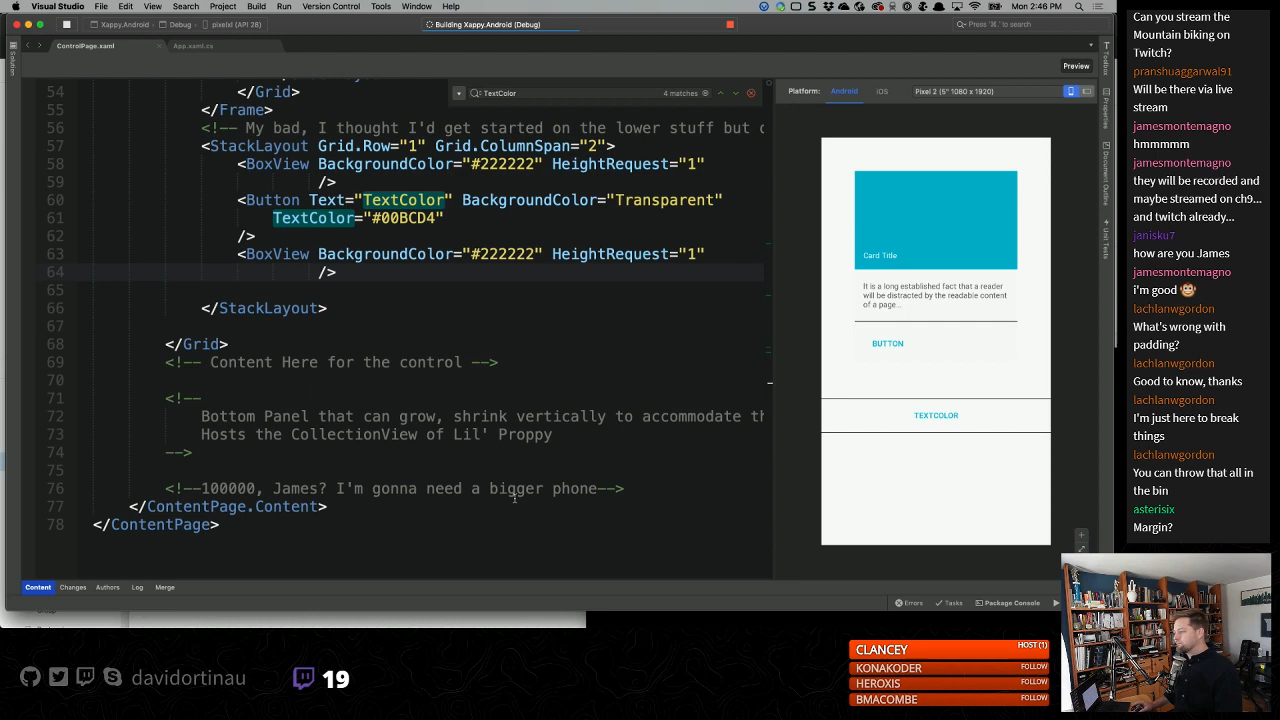 Visual Studio File Edit View Search Project Build Run Version Control Tools Window Help
Mon 2:46 PM
Xappy.Android Debug pixelxl (API 28)
Building Xappy.Android (Debug)
Press '⌘.' to search
ControlPage.xaml
App.xaml.cs
Preview
TextColor
4 matches
54 </Grid>
55 </Frame>
56 <!-- My bad, I thought I'd get started on the lower stuff but
57 <StackLayout Grid.Row="1" Grid.ColumnSpan="2">
58 <BoxView BackgroundColor="#222222" HeightRequest="1"
59 />
60 <Button Text="TextColor" BackgroundColor="Transparent"
61 TextColor="#00BCD4"
62 />
63 <BoxView BackgroundColor="#222222" HeightRequest="1"
64 />
65
66 </StackLayout>
67
68 </Grid>
69 <!-- Content Here for the control -->
70
71 <!--
72 Bottom Panel that can grow, shrink vertically to accommodate
73 Hosts the CollectionView of Lil' Proppy
74 -->
75
76 <!--100000, James? I'm gonna need a bigger phone-->
77 </ContentPage.Content>
78 </ContentPage>
Platform: Android iOS Pixel 2 (5" 1080 x 1920)
Card Title
It is a long established fact that a reader
will be distracted by the readable content
of a page...
BUTTON
TEXTCOLOR
Solution
Toolbox
Properties
Document Outline
Unit Tests
Content Changes Authors Log Merge
Errors Tasks Package Console
Can you stream the
Mountain biking on
Twitch?
pranshuaggarwal91
Will be there via live
stream
jamesmontemagno
hmmmmm
jamesmontemagno
they will be recorded and
maybe streamed on ch9...
and twitch already...
janisku7
how are you James
jamesmontemagno
i'm good 🐵
lachlanwgordon
What's wrong with
padding?
lachlanwgordon
Good to know, thanks
lachlanwgordon
I'm just here to break
things
lachlanwgordon
You can throw that all in
the bin
asterisix
Margin?
davidortinau
19
CLANCEY HOST (1)
KONAKODER FOLLOW
HEROXIS FOLLOW
BMACOMBE FOLLOW